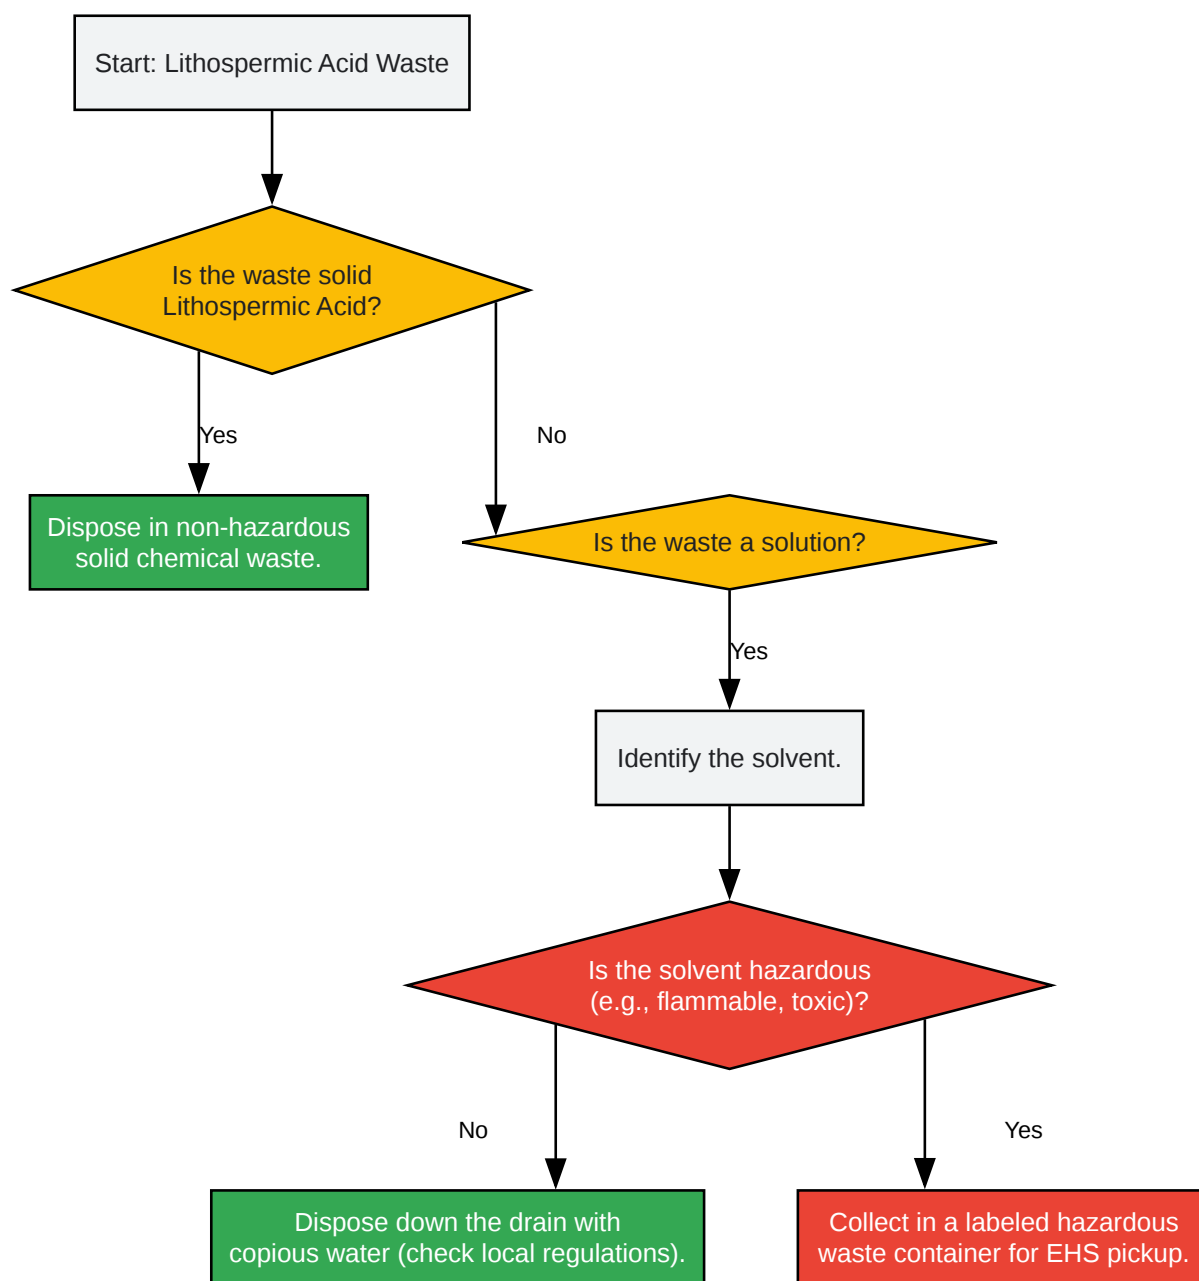 Start: Lithospermic Acid Waste
Is the waste solid
Lithospermic Acid?
Yes
No
Dispose in non-hazardous
solid chemical waste.
Is the waste a solution?
Yes
Identify the solvent.
Is the solvent hazardous
(e.g., flammable, toxic)?
No
Yes
Dispose down the drain with
copious water (check local regulations).
Collect in a labeled hazardous
waste container for EHS pickup.